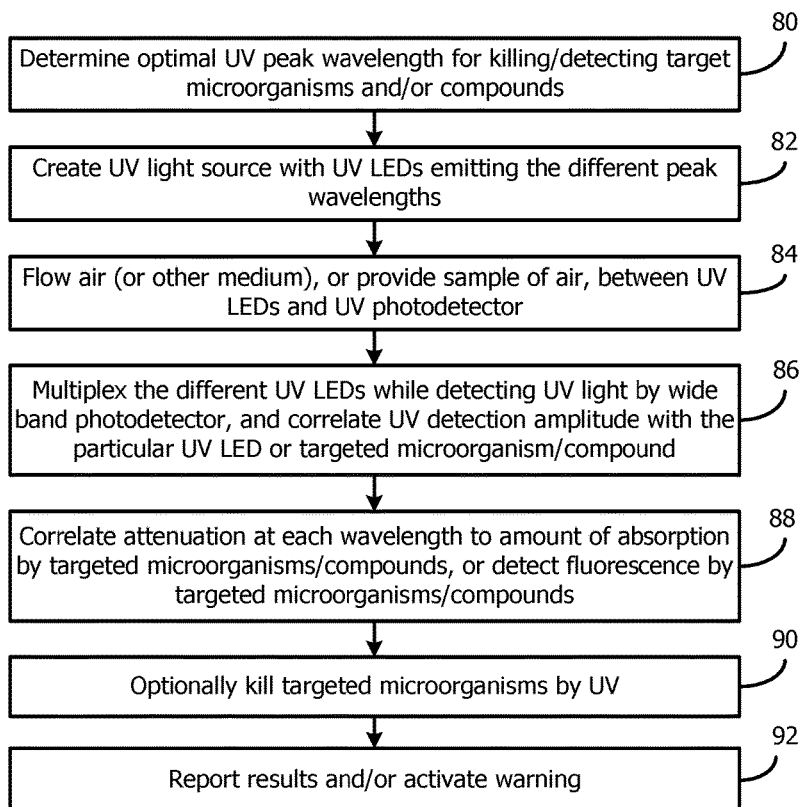 80
Determine optimal UV peak wavelength for killing/detecting target
microorganisms and/or compounds
82
Create UV light source with UV LEDs emitting the different peak
wavelengths
84
Flow air (or other medium), or provide sample of air, between UV
LEDs and UV photodetector
86
Multiplex the different UV LEDs while detecting UV light by wide
band photodetector, and correlate UV detection amplitude with the
particular UV LED or targeted microorganism/compound
88
Correlate attenuation at each wavelength to amount of absorption
by targeted microorganisms/compounds, or detect fluorescence by
targeted microorganisms/compounds
90
Optionally kill targeted microorganisms by UV
92
Report results and/or activate warning